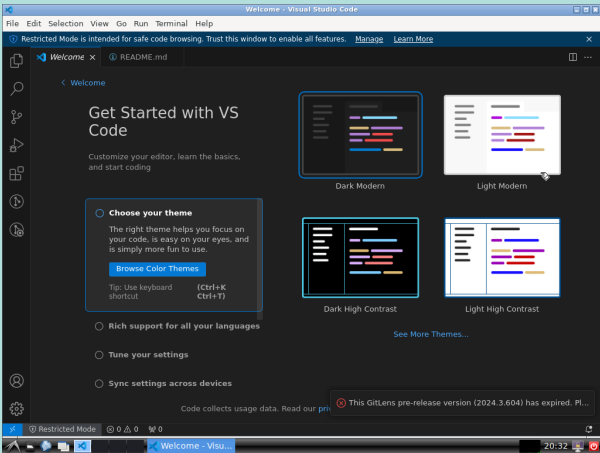 Welcome - Visual Studio Code
File Edit Selection View Go Run Terminal Help
Restricted Mode is intended for safe code browsing. Trust this window to enable all features. Manage Learn More
Welcome README.md
Welcome
Get Started with VS
Code
Customize your editor, learn the basics,
and start coding
Choose your theme
The right theme helps you focus on
your code, is easy on your eyes, and
is simply more fun to use.
Browse Color Themes
Tip: Use keyboard shortcut (Ctrl+K Ctrl+T)
Rich support for all your languages
Tune your settings
Sync settings across devices
Dark Modern
Light Modern
Dark High Contrast
Light High Contrast
See More Themes...
Code collects usage data. Read our pri
This GitLens pre-release version (2024.3.604) has expired. Pl...
Restricted Mode 0 0 0
Welcome - Visu... 20:32